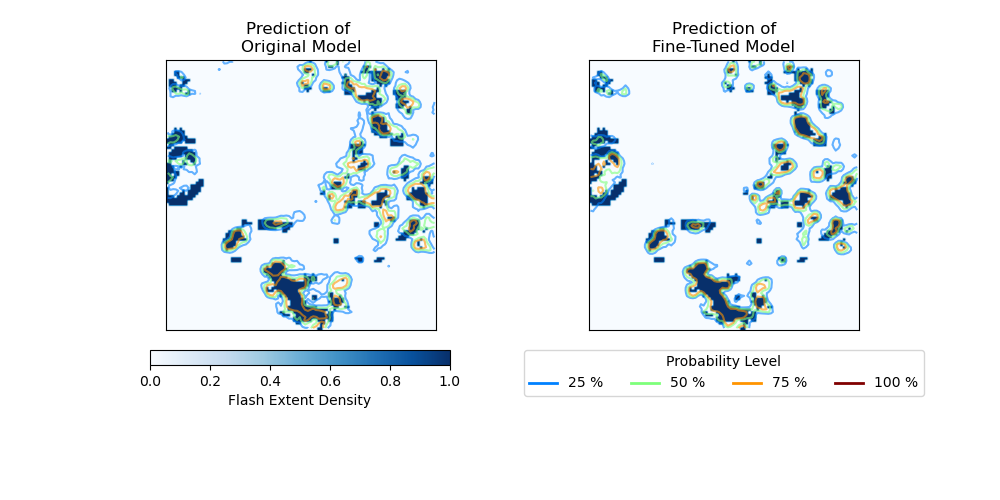 Prediction of
Original Model
Prediction of
Fine-Tuned Model
0.0 0.2 0.4 0.6 0.8 1.0
Flash Extent Density
Probability Level
25 % 50 % 75 % 100 %